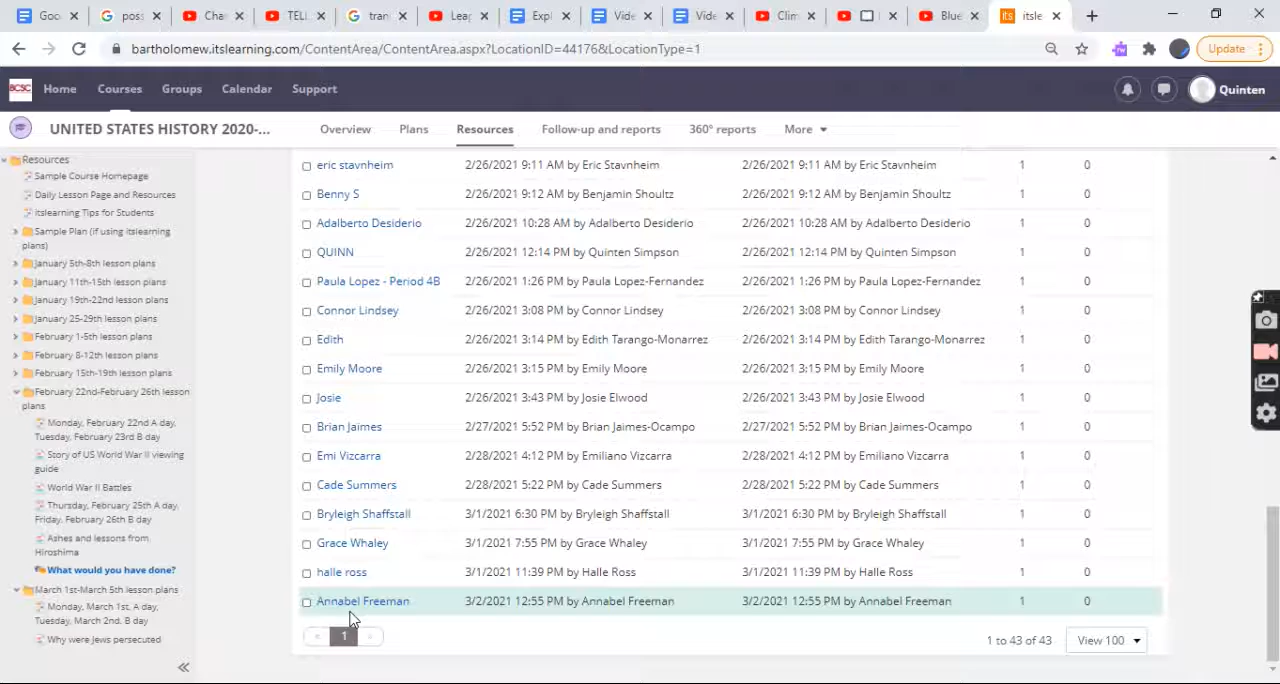 Goo
poss
Cha
TELL
tran
Leap
Expl
Vide
Vide
Clim
Blue
its itsle
bartholomew.itslearning.com/ContentArea/ContentArea.aspx?LocationID=44176&LocationType=1
Update
BCSC Home Courses Groups Calendar Support Quinten
UNITED STATES HISTORY 2020-... Overview Plans Resources Follow-up and reports 360° reports More
Resources
Sample Course Homepage
Daily Lesson Page and Resources
itslearning Tips for Students
Sample Plan (if using itslearning
plans)
January 5th-8th lesson plans
January 11th-15th lesson plans
January 19th-22nd lesson plans
January 25-29th lesson plans
February 1-5th lesson plans
February 8-12th lesson plans
February 15th-19th lesson plans
February 22nd-February 26th lesson
plans
Monday, February 22nd A day,
Tuesday, February 23rd B day
Story of US World War II viewing
guide
World War II Battles
Thursday, February 25th A day,
Friday, February 26th B day
Ashes and lessons from
Hiroshima
What would you have done?
March 1st-March 5th lesson plans
Monday, March 1st, A day,
Tuesday, March 2nd. B day
Why were Jews persecuted
eric stavnheim 2/26/2021 9:11 AM by Eric Stavnheim 2/26/2021 9:11 AM by Eric Stavnheim 1 0
Benny S 2/26/2021 9:12 AM by Benjamin Shoultz 2/26/2021 9:12 AM by Benjamin Shoultz 1 0
Adalberto Desiderio 2/26/2021 10:28 AM by Adalberto Desiderio 2/26/2021 10:28 AM by Adalberto Desiderio 1 0
QUINN 2/26/2021 12:14 PM by Quinten Simpson 2/26/2021 12:14 PM by Quinten Simpson 1 0
Paula Lopez - Period 4B 2/26/2021 1:26 PM by Paula Lopez-Fernandez 2/26/2021 1:26 PM by Paula Lopez-Fernandez 1 0
Connor Lindsey 2/26/2021 3:08 PM by Connor Lindsey 2/26/2021 3:08 PM by Connor Lindsey 1 0
Edith 2/26/2021 3:14 PM by Edith Tarango-Monarrez 2/26/2021 3:14 PM by Edith Tarango-Monarrez 1 0
Emily Moore 2/26/2021 3:15 PM by Emily Moore 2/26/2021 3:15 PM by Emily Moore 1 0
Josie 2/26/2021 3:43 PM by Josie Elwood 2/26/2021 3:43 PM by Josie Elwood 1 0
Brian Jaimes 2/27/2021 5:52 PM by Brian Jaimes-Ocampo 2/27/2021 5:52 PM by Brian Jaimes-Ocampo 1 0
Emi Vizcarra 2/28/2021 4:12 PM by Emiliano Vizcarra 2/28/2021 4:12 PM by Emiliano Vizcarra 1 0
Cade Summers 2/28/2021 5:22 PM by Cade Summers 2/28/2021 5:22 PM by Cade Summers 1 0
Bryleigh Shaffstall 3/1/2021 6:30 PM by Bryleigh Shaffstall 3/1/2021 6:30 PM by Bryleigh Shaffstall 1 0
Grace Whaley 3/1/2021 7:55 PM by Grace Whaley 3/1/2021 7:55 PM by Grace Whaley 1 0
halle ross 3/1/2021 11:39 PM by Halle Ross 3/1/2021 11:39 PM by Halle Ross 1 0
Annabel Freeman 3/2/2021 12:55 PM by Annabel Freeman 3/2/2021 12:55 PM by Annabel Freeman 1 0
« 1 » 1 to 43 of 43 View 100